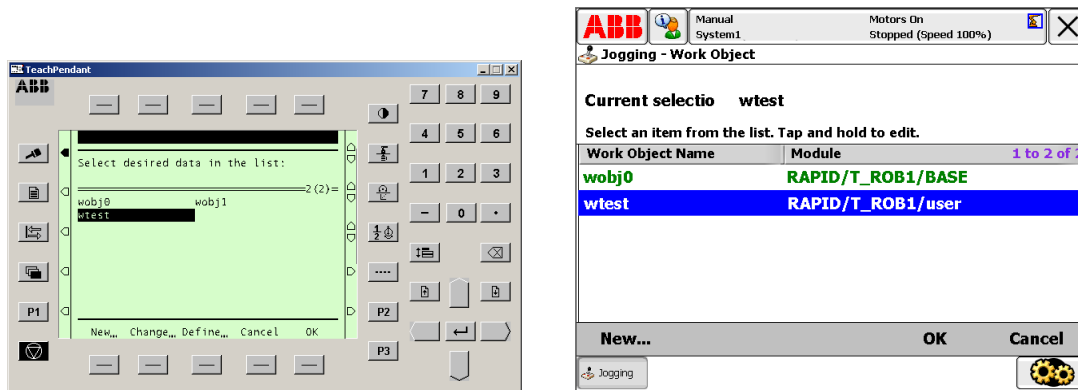 TeachPendant
ABB
7 8 9
4 5 6
Select desired data in the list:
1 2 3
2(2)=
wobj0 wobj1
wtest
- 0 .
1
2
P1
P2
New… Change… Define… Cancel OK
P3
ABB
Manual
System1
Motors On
Stopped (Speed 100%)
Jogging - Work Object
Current selectio wtest
Select an item from the list. Tap and hold to edit.
Work Object Name Module 1 to 2 of
wobj0 RAPID/T_ROB1/BASE
wtest RAPID/T_ROB1/user
New... OK Cancel
Jogging